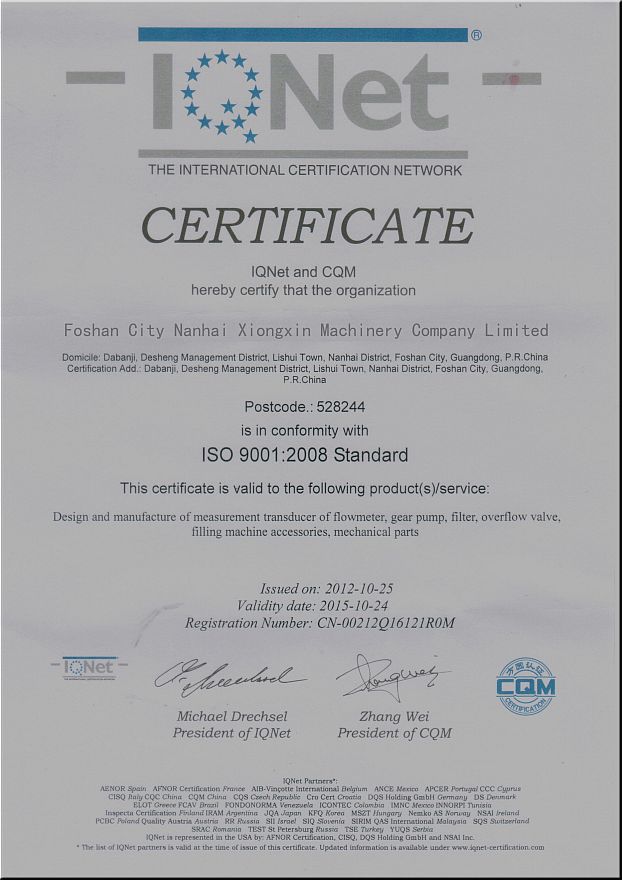 IQNet®
THE INTERNATIONAL CERTIFICATION NETWORK
CERTIFICATE
IQNet and CQM
hereby certify that the organization
Foshan City Nanhai Xiongxin Machinery Company Limited
Domicile: Dabanji, Desheng Management District, Lishui Town, Nanhai District, Foshan City, Guangdong, P.R.China
Certification Add.: Dabanji, Desheng Management District, Lishui Town, Nanhai District, Foshan City, Guangdong,
P.R.China
Postcode.: 528244
is in conformity with
ISO 9001:2008 Standard
This certificate is valid to the following product(s)/service:
Design and manufacture of measurement transducer of flowmeter, gear pump, filter, overflow valve,
filling machine accessories, mechanical parts
Issued on: 2012-10-25
Validity date: 2015-10-24
Registration Number: CN-00212Q16121R0M
IQNet
方圆认证
CQM
CERTIFICATION
Michael Drechsel
President of IQNet
Zhang Wei
President of CQM
IQNet Partners*:
AENOR Spain AFNOR Certification France AIB-Vinçotte International Belgium ANCE Mexico APCER Portugal CCC Cyprus
CISQ Italy CQC China CQM China CQS Czech Republic Cro Cert Croatia DQS Holding GmbH Germany DS Denmark
ELOT Greece FCAV Brazil FONDONORMA Venezuela ICONTEC Colombia IMNC Mexico INNORPI Tunisia
Inspecta Certification Finland IRAM Argentina JQA Japan KFQ Korea MSZT Hungary Nemko AS Norway NSAI Ireland
PCBC Poland Quality Austria Austria RR Russia SII Israel SIQ Slovenia SIRIM QAS International Malaysia SQS Switzerland
SRAC Romania TEST St Petersburg Russia TSE Turkey YUQS Serbia
IQNet is represented in the USA by: AFNOR Certification, CISQ, DQS Holding GmbH and NSAI Inc.
* The list of IQNet partners is valid at the time of issue of this certificate. Updated information is available under www.iqnet-certification.com